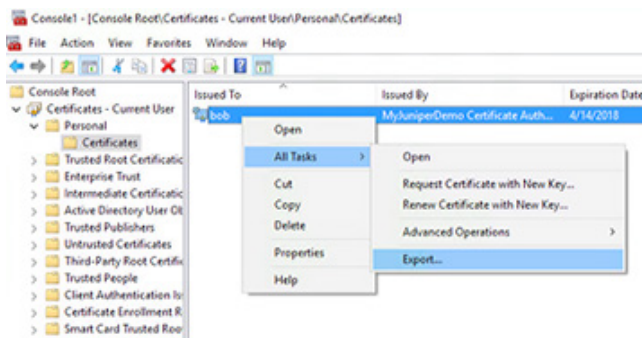 Console1 - [Console Root\Certificates - Current User\Personal\Certificates]
File Action View Favorites Window Help
Console Root
Certificates - Current User
Personal
Certificates
Trusted Root Certificatic
Enterprise Trust
Intermediate Certificatic
Active Directory User Ob
Trusted Publishers
Untrusted Certificates
Third-Party Root Certific
Trusted People
Client Authentication Is
Certificate Enrollment R
Smart Card Trusted Roo
Issued To Issued By Expiration Date
bob MyJuniperDemo Certificate Auth... 4/14/2018
Open
All Tasks
Cut
Copy
Delete
Properties
Help
Open
Request Certificate with New Key...
Renew Certificate with New Key...
Advanced Operations
Export...